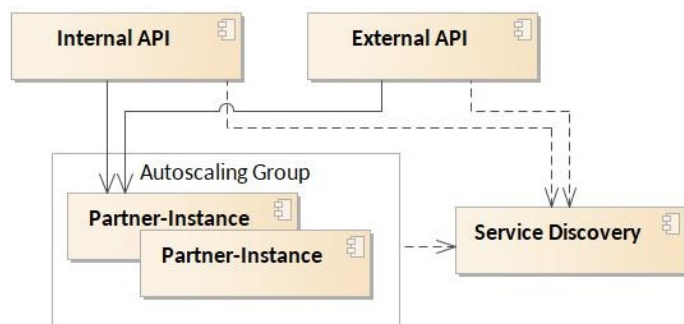 Internal API
External API
Autoscaling Group
Partner-Instance
Partner-Instance
Service Discovery